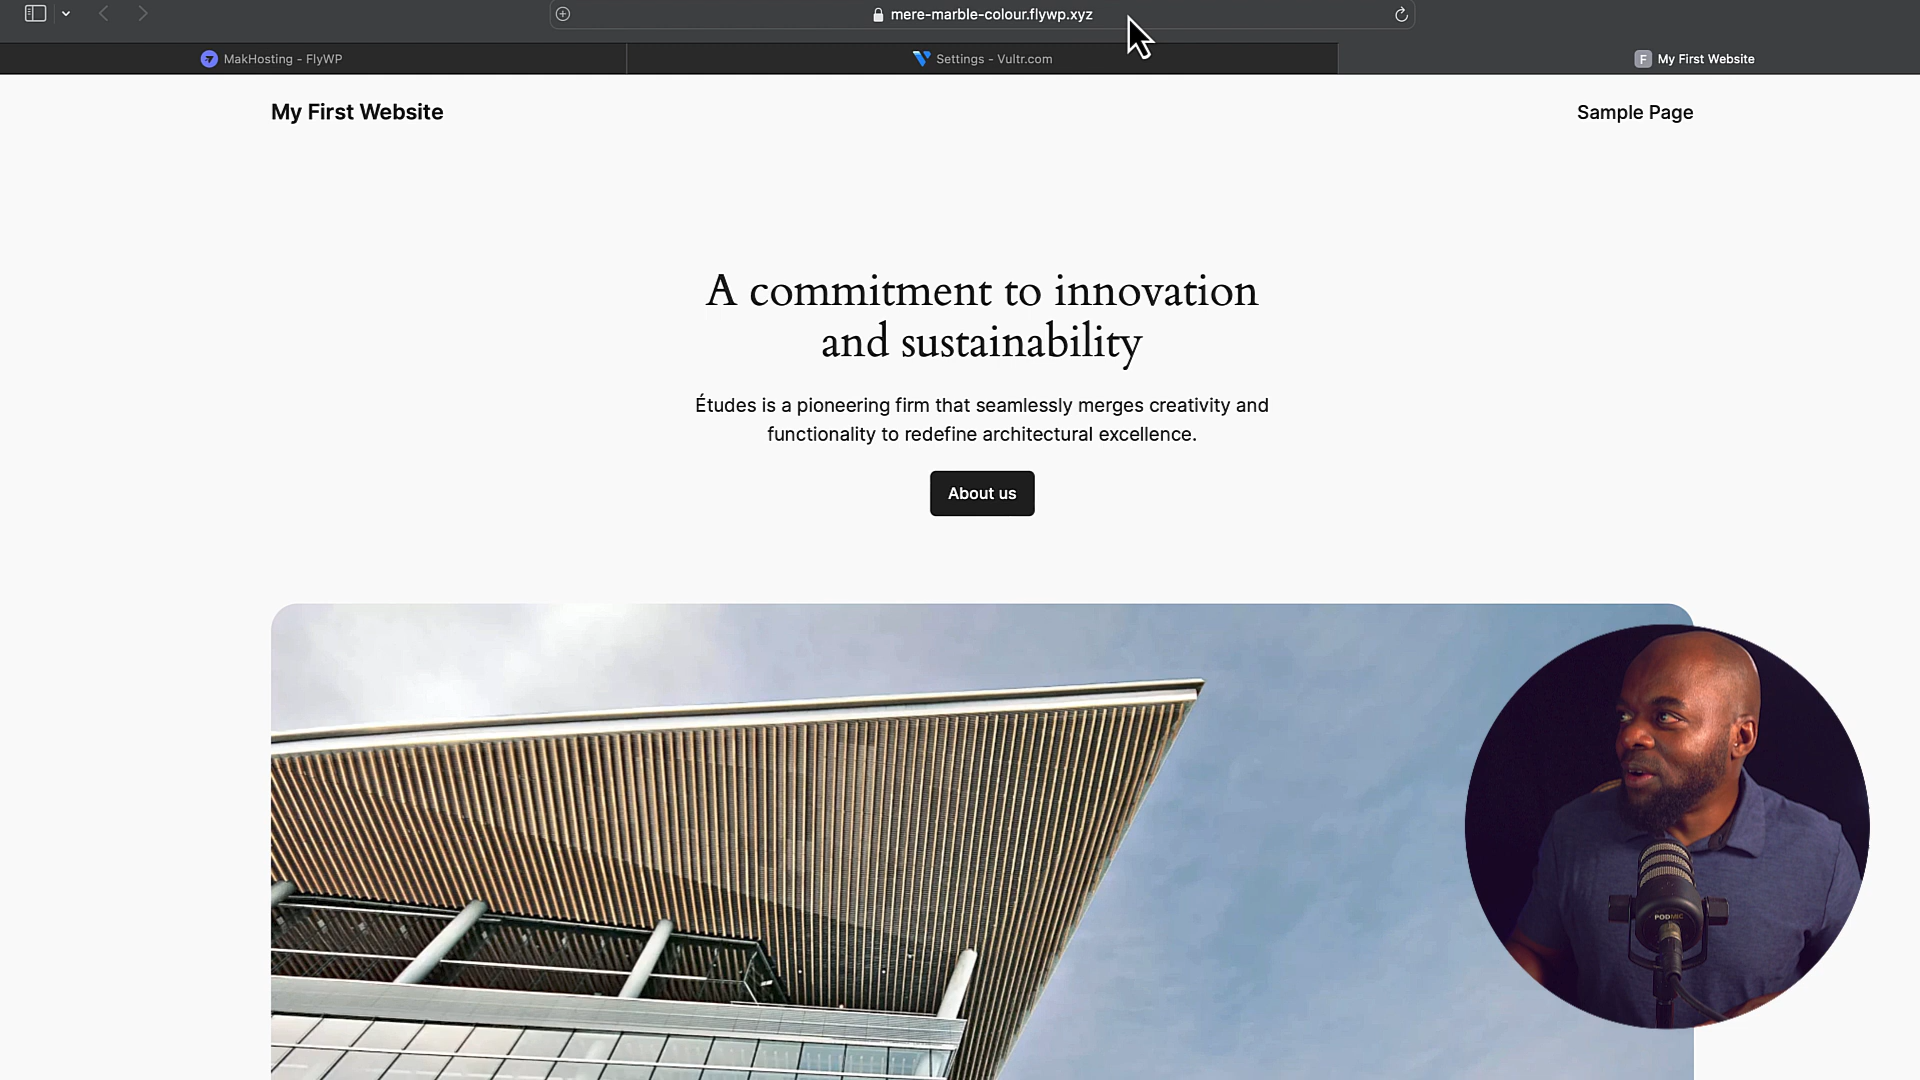 mere-marble-colour.flywp.xyz
MakHosting - FlyWP
Settings - Vultr.com
F My First Website
My First Website
Sample Page
A commitment to innovation
and sustainability
Études is a pioneering firm that seamlessly merges creativity and
functionality to redefine architectural excellence.
About us
PODMIC